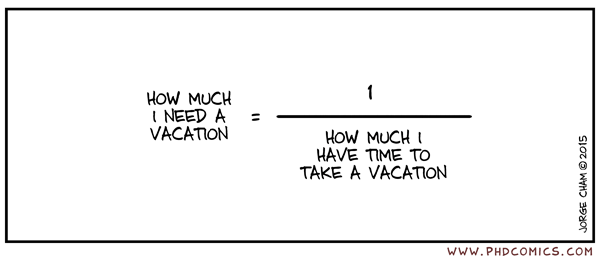 HOW MUCH
I NEED A
VACATION
=
1
HOW MUCH I
HAVE TIME TO
TAKE A VACATION
JORGE CHAM © 2015
WWW.PHDCOMICS.COM